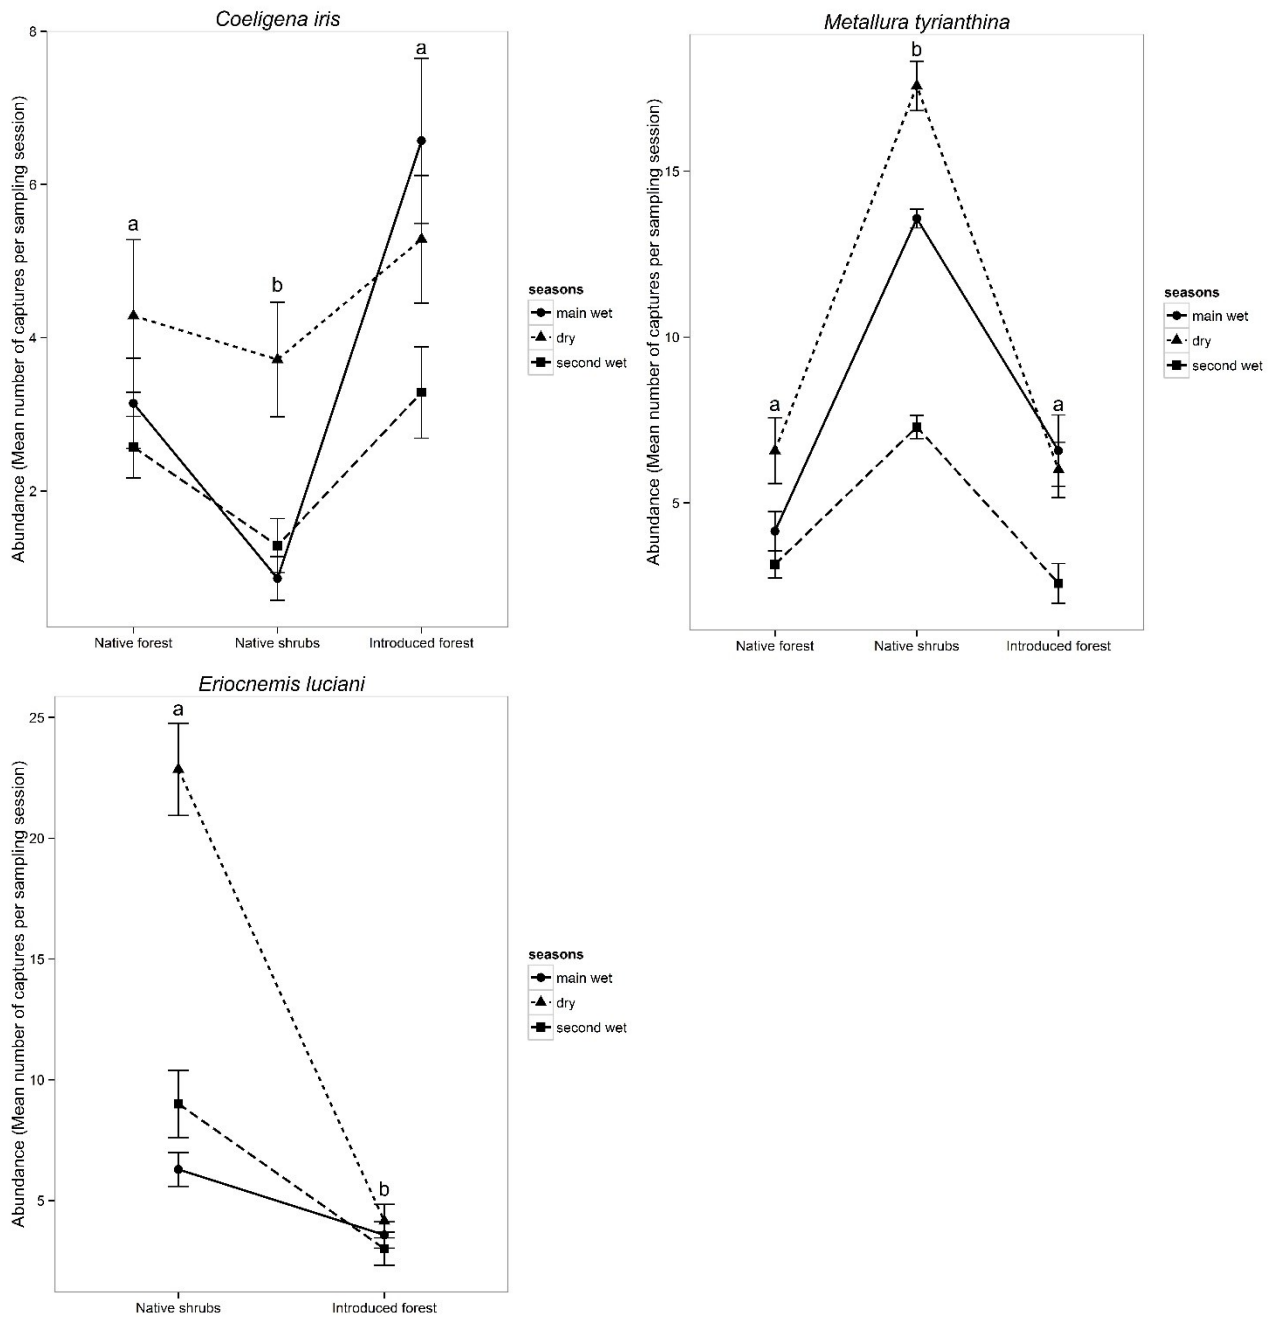 Coeligena iris
Abundance (Mean number of captures per sampling session)
8
6
4
2
a
b
a
Native forest
Native shrubs
Introduced forest
seasons
main wet
dry
second wet
Metallura tyrianthina
Abundance (Mean number of captures per sampling session)
15
10
5
a
b
a
Native forest
Native shrubs
Introduced forest
seasons
main wet
dry
second wet
Eriocnemis luciani
Abundance (Mean number of captures per sampling session)
25
20
15
10
5
a
b
Native shrubs
Introduced forest
seasons
main wet
dry
second wet